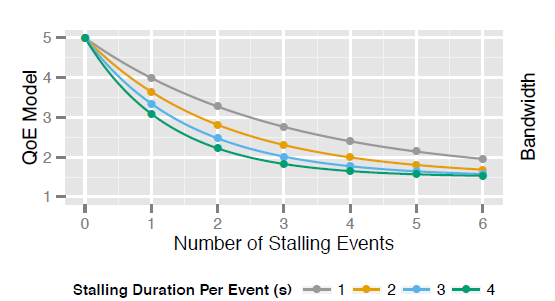 QoE Model
5
4
3
2
1
0 1 2 3 4 5 6
Number of Stalling Events
Stalling Duration Per Event (s) 1 2 3 4
Bandwidth